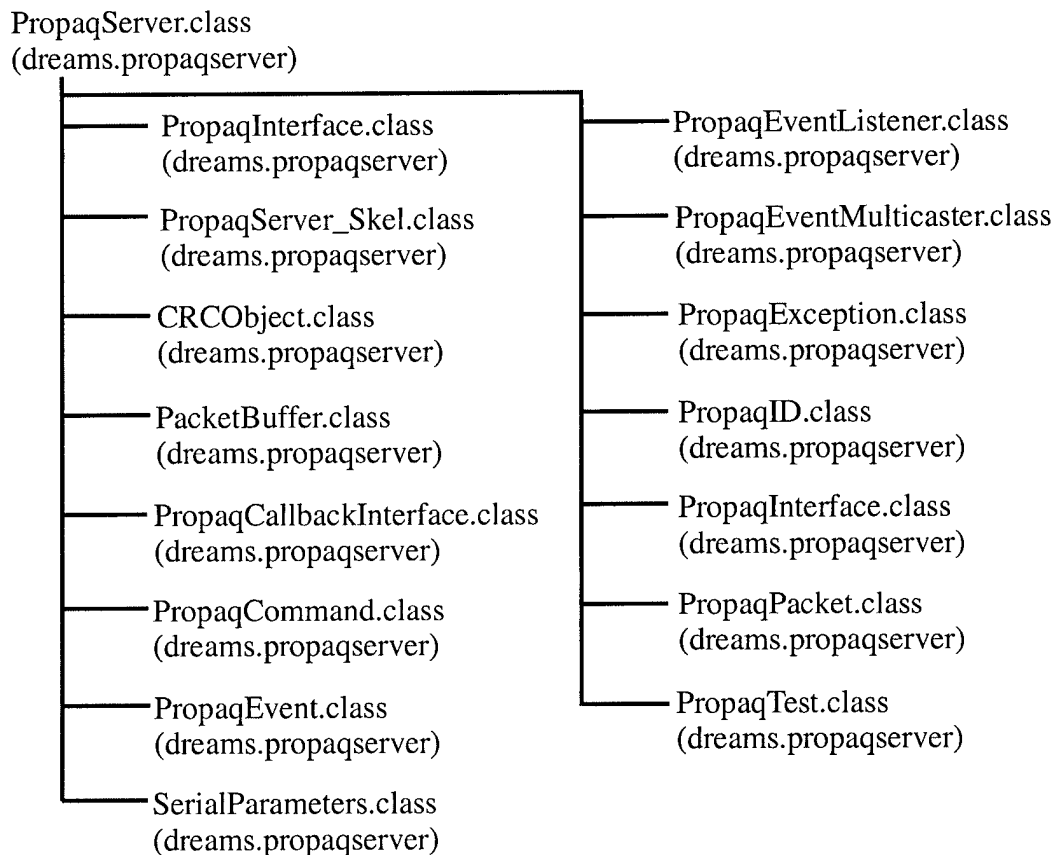 PropaqServer.class
(dreams.propaqserver)
PropaqInterface.class
(dreams.propaqserver)
PropaqServer_Skel.class
(dreams.propaqserver)
CRCObject.class
(dreams.propaqserver)
PacketBuffer.class
(dreams.propaqserver)
PropaqCallbackInterface.class
(dreams.propaqserver)
PropaqCommand.class
(dreams.propaqserver)
PropaqEvent.class
(dreams.propaqserver)
SerialParameters.class
(dreams.propaqserver)
PropaqEventListener.class
(dreams.propaqserver)
PropaqEventMulticaster.class
(dreams.propaqserver)
PropaqException.class
(dreams.propaqserver)
PropaqID.class
(dreams.propaqserver)
PropaqInterface.class
(dreams.propaqserver)
PropaqPacket.class
(dreams.propaqserver)
PropaqTest.class
(dreams.propaqserver)